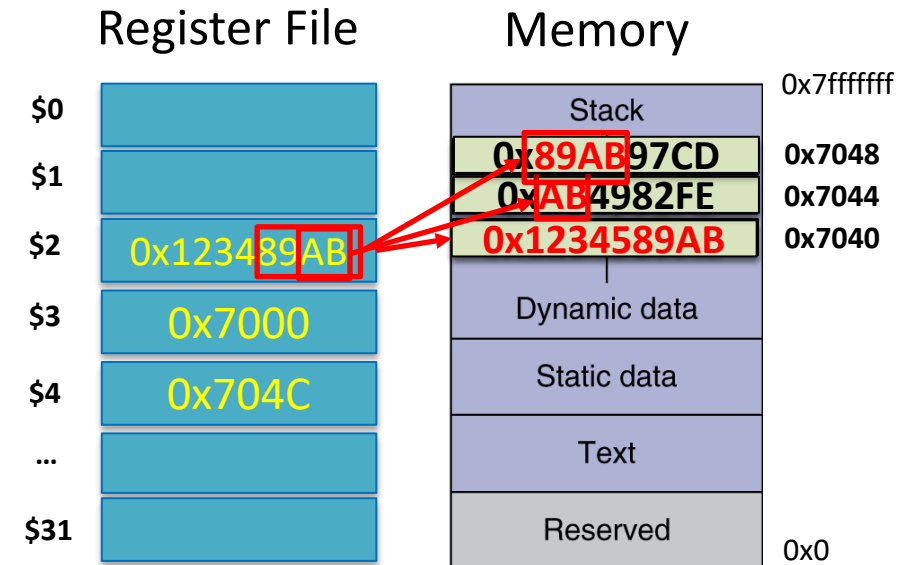 Register File
Memory
0x7fffffff
$0
Stack
0x89AB97CD
0x7048
$1
0xAB4982FE
0x7044
$2
0x123489AB
0x1234589AB
0x7040
$3
0x7000
Dynamic data
$4
0x704C
Static data
...
Text
$31
Reserved
0x0